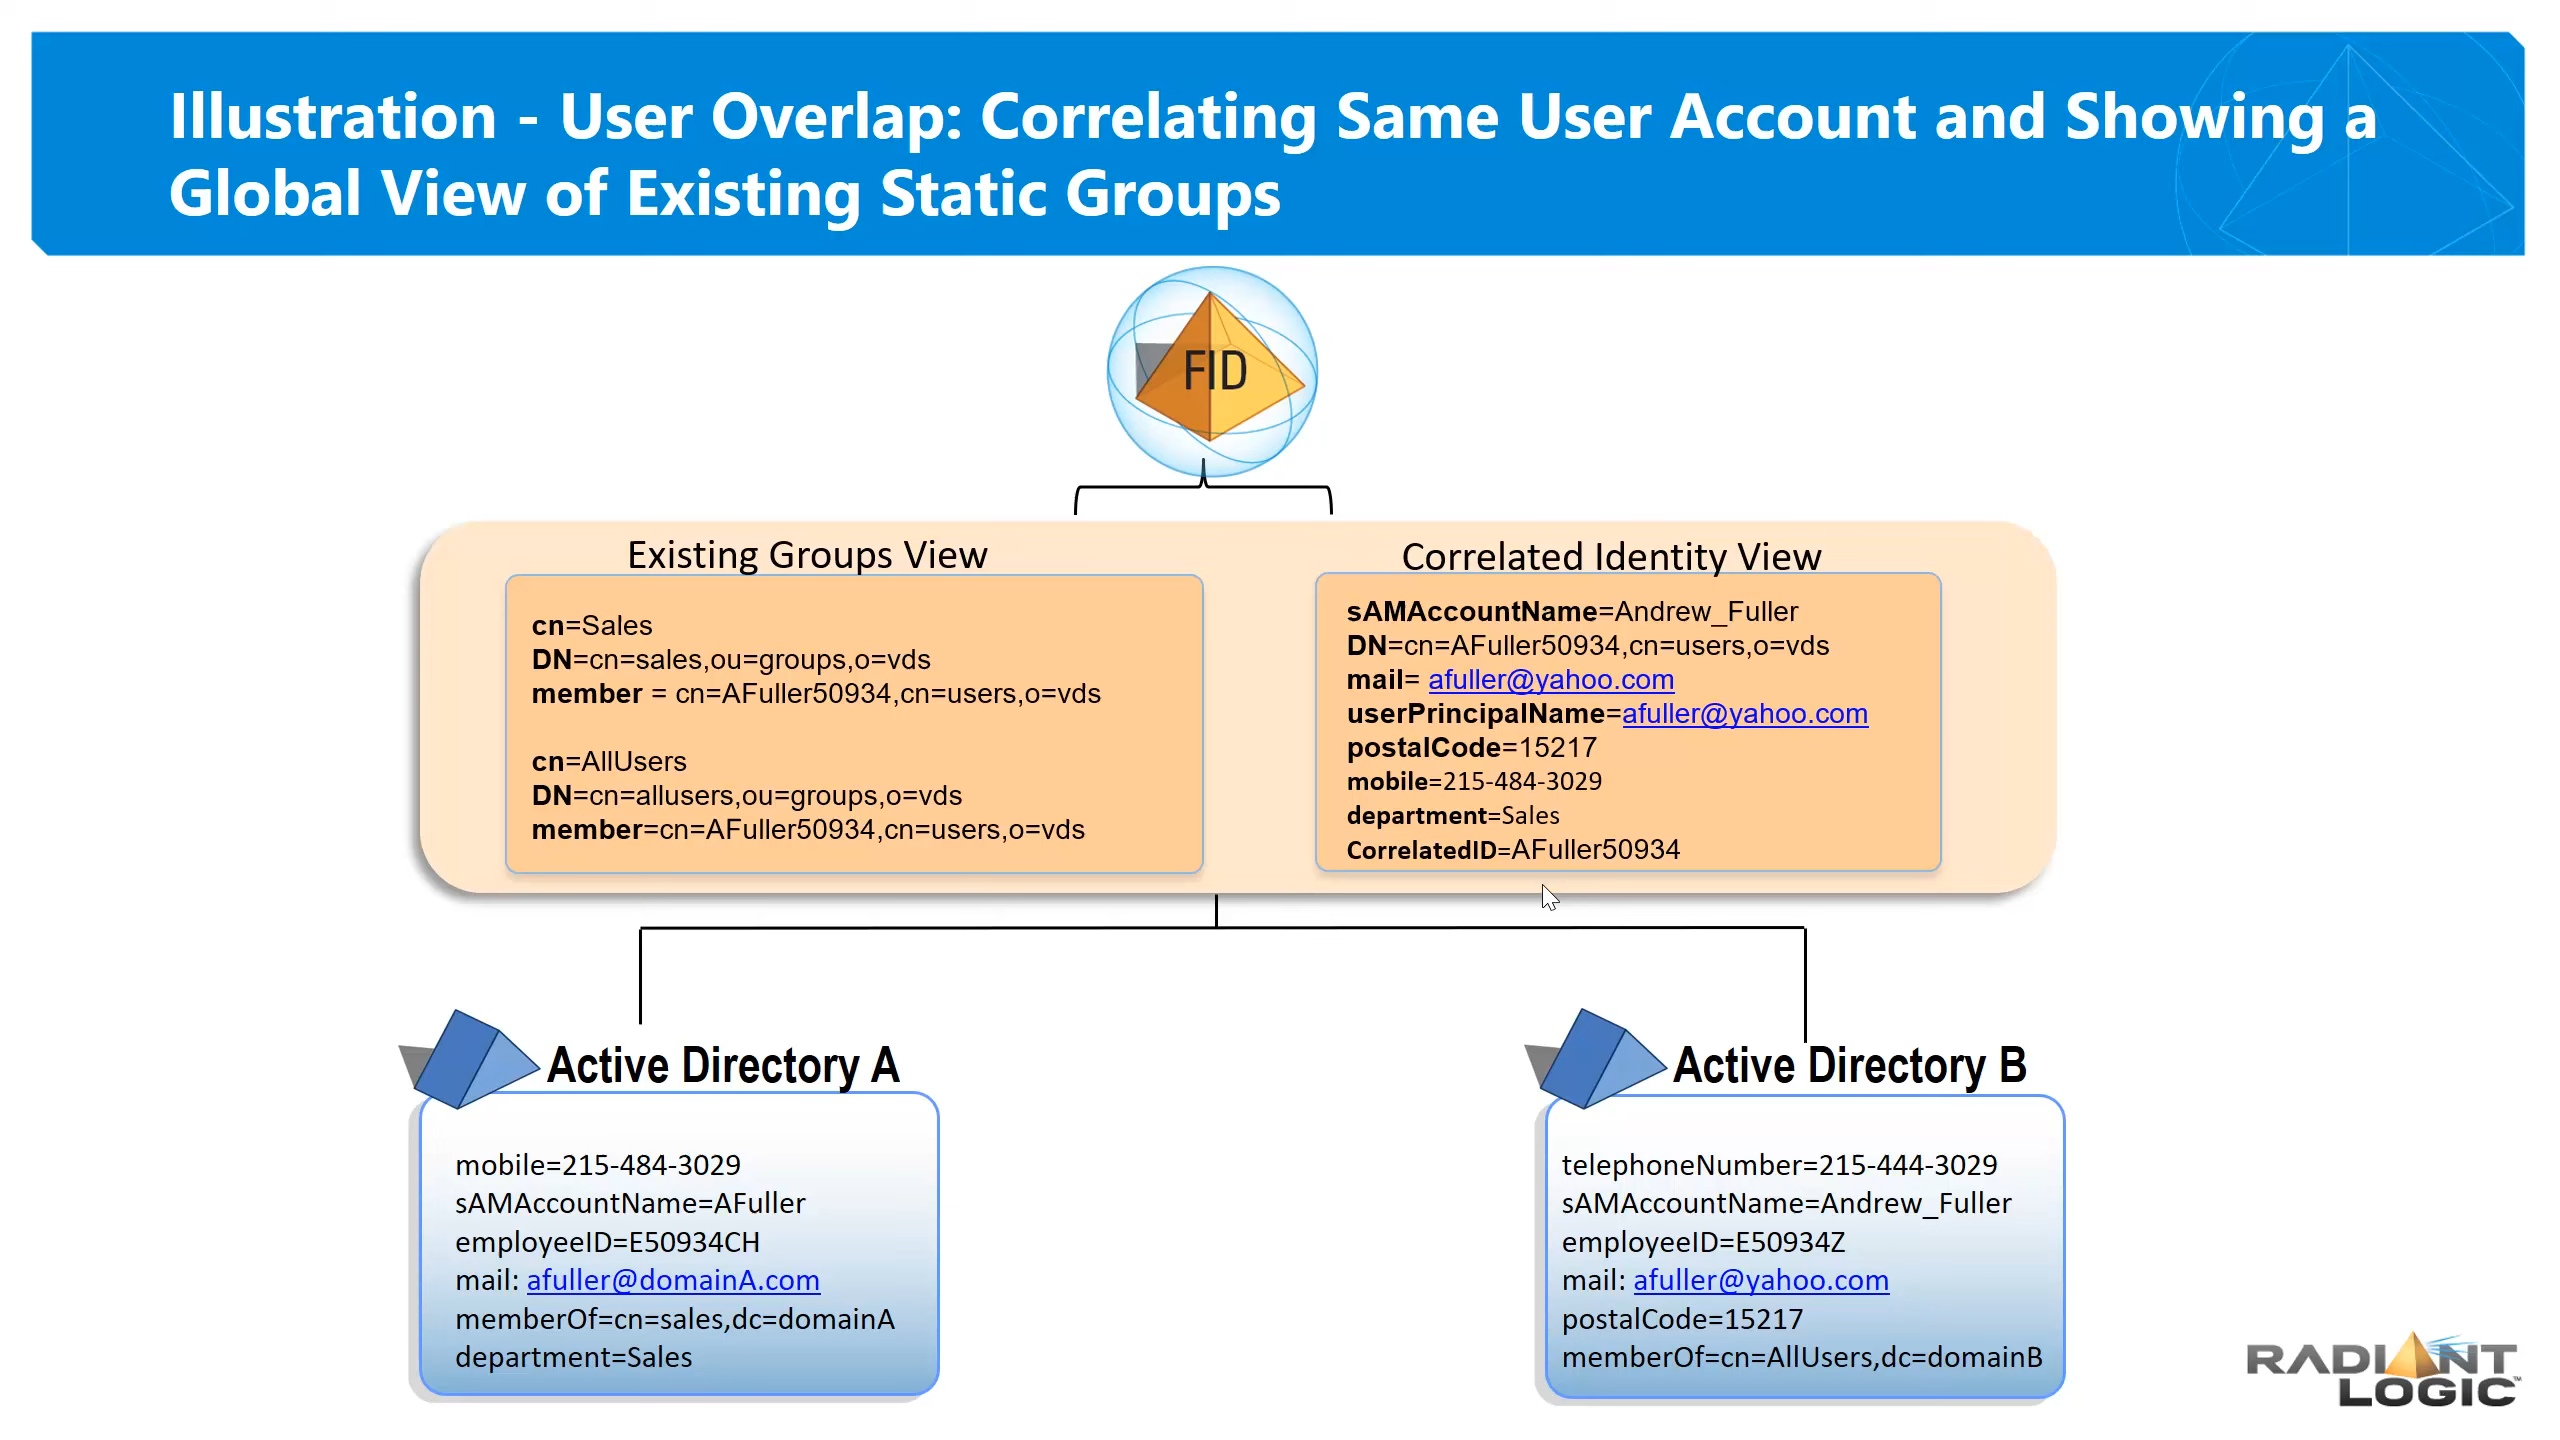 Illustration - User Overlap: Correlating Same User Account and Showing a
Global View of Existing Static Groups
FID
Existing Groups View
cn=Sales
DN=cn=sales,ou=groups,o=vds
member = cn=AFuller50934,cn=users,o=vds
cn=AllUsers
DN=cn=allusers,ou=groups,o=vds
member=cn=AFuller50934,cn=users,o=vds
Correlated Identity View
sAMAccountName=Andrew_Fuller
DN=cn=AFuller50934,cn=users,o=vds
mail= afuller@yahoo.com
userPrincipalName=afuller@yahoo.com
postalCode=15217
mobile=215-484-3029
department=Sales
CorrelatedID=AFuller50934
Active Directory A
mobile=215-484-3029
sAMAccountName=AFuller
employeeID=E50934CH
mail: afuller@domainA.com
memberOf=cn=sales,dc=domainA
department=Sales
Active Directory B
telephoneNumber=215-444-3029
sAMAccountName=Andrew_Fuller
employeeID=E50934Z
mail: afuller@yahoo.com
postalCode=15217
memberOf=cn=AllUsers,dc=domainB
RADIANT
LOGIC™